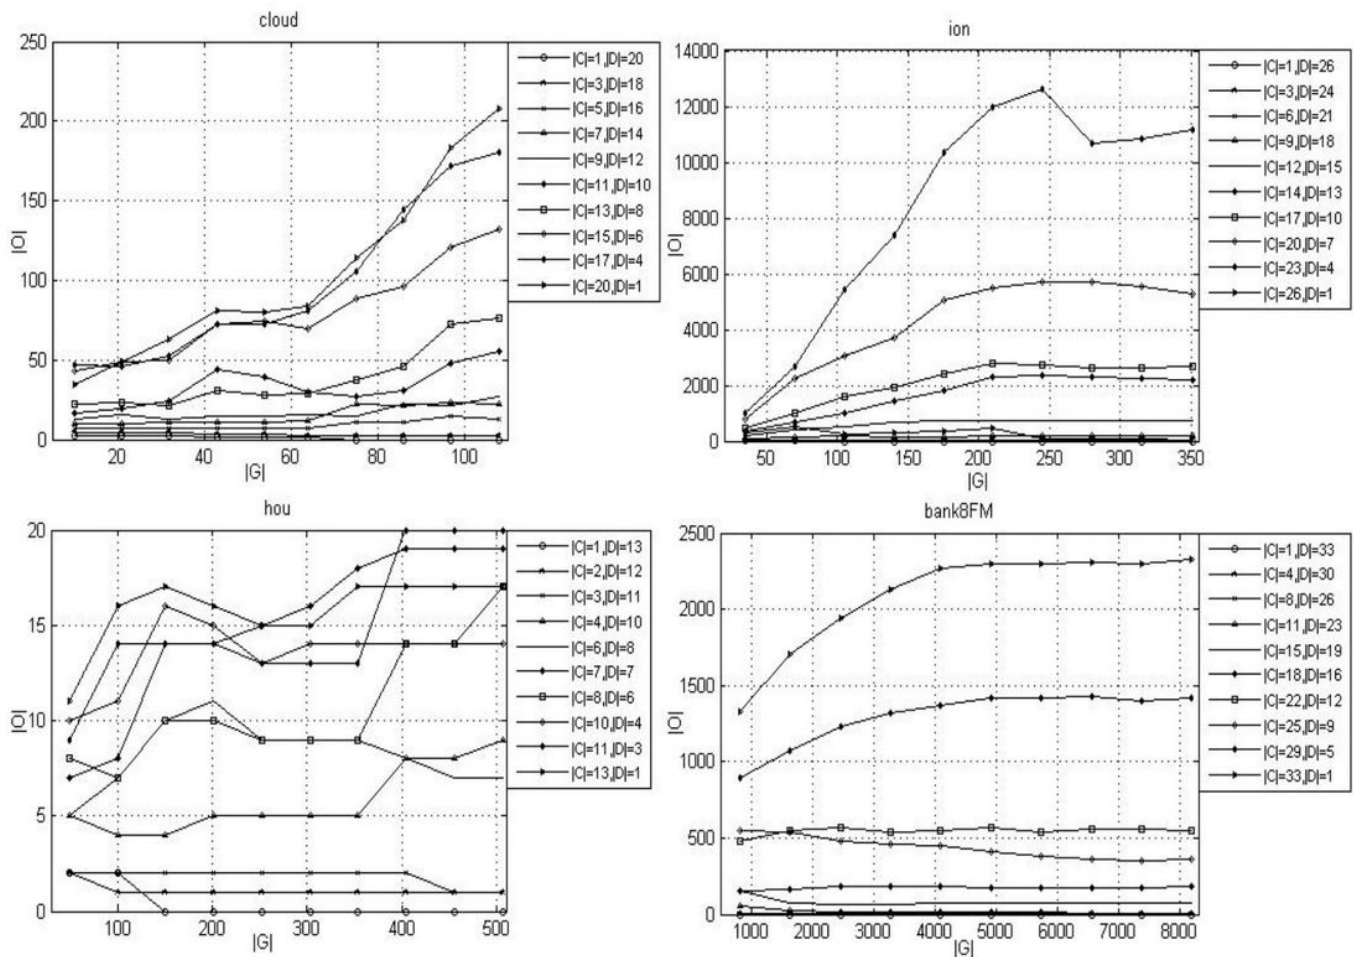 cloud
250
200
150
100
50
0
|O|
20
40
60
80
100
|G|
|C|=1,|D|=20
|C|=3,|D|=18
|C|=5,|D|=16
|C|=7,|D|=14
|C|=9,|D|=12
|C|=11,|D|=10
|C|=13,|D|=8
|C|=15,|D|=6
|C|=17,|D|=4
|C|=20,|D|=1
ion
14000
12000
10000
8000
6000
4000
2000
0
|O|
50
100
150
200
250
300
350
|G|
|C|=1,|D|=26
|C|=3,|D|=24
|C|=6,|D|=21
|C|=9,|D|=18
|C|=12,|D|=15
|C|=14,|D|=13
|C|=17,|D|=10
|C|=20,|D|=7
|C|=23,|D|=4
|C|=26,|D|=1
hou
20
15
10
5
0
|O|
100
200
300
400
500
|G|
|C|=1,|D|=13
|C|=2,|D|=12
|C|=3,|D|=11
|C|=4,|D|=10
|C|=6,|D|=8
|C|=7,|D|=7
|C|=8,|D|=6
|C|=10,|D|=4
|C|=11,|D|=3
|C|=13,|D|=1
bank8FM
2500
2000
1500
1000
500
0
|O|
1000
2000
3000
4000
5000
6000
7000
8000
|G|
|C|=1,|D|=33
|C|=4,|D|=30
|C|=8,|D|=26
|C|=11,|D|=23
|C|=15,|D|=19
|C|=18,|D|=16
|C|=22,|D|=12
|C|=25,|D|=9
|C|=29,|D|=5
|C|=33,|D|=1